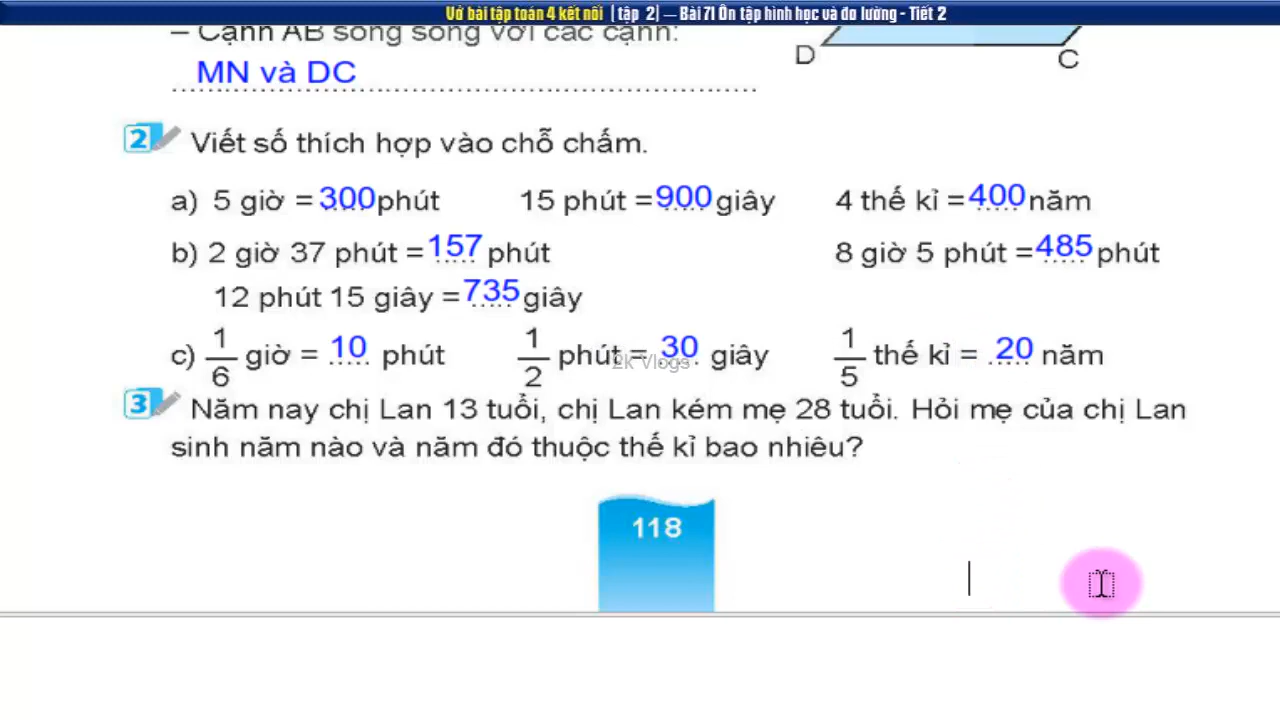 Vở bài tập toán 4 kết nối (tập 2) – Bài 71 Ôn tập hình học và đo lường - Tiết 2
– Cạnh AB song song với các cạnh:
MN và DC
D
C
2 Viết số thích hợp vào chỗ chấm.
a) 5 giờ = 300 phút 15 phút = 900 giây 4 thế kỉ = 400 năm
b) 2 giờ 37 phút = 157 phút 8 giờ 5 phút = 485 phút
12 phút 15 giây = 735 giây
c) 1/6 giờ = 10 phút 1/2 phút = 30 giây 1/5 thế kỉ = 20 năm
2k Vlogs
3 Năm nay chị Lan 13 tuổi, chị Lan kém mẹ 28 tuổi. Hỏi mẹ của chị Lan
sinh năm nào và năm đó thuộc thế kỉ bao nhiêu?
118